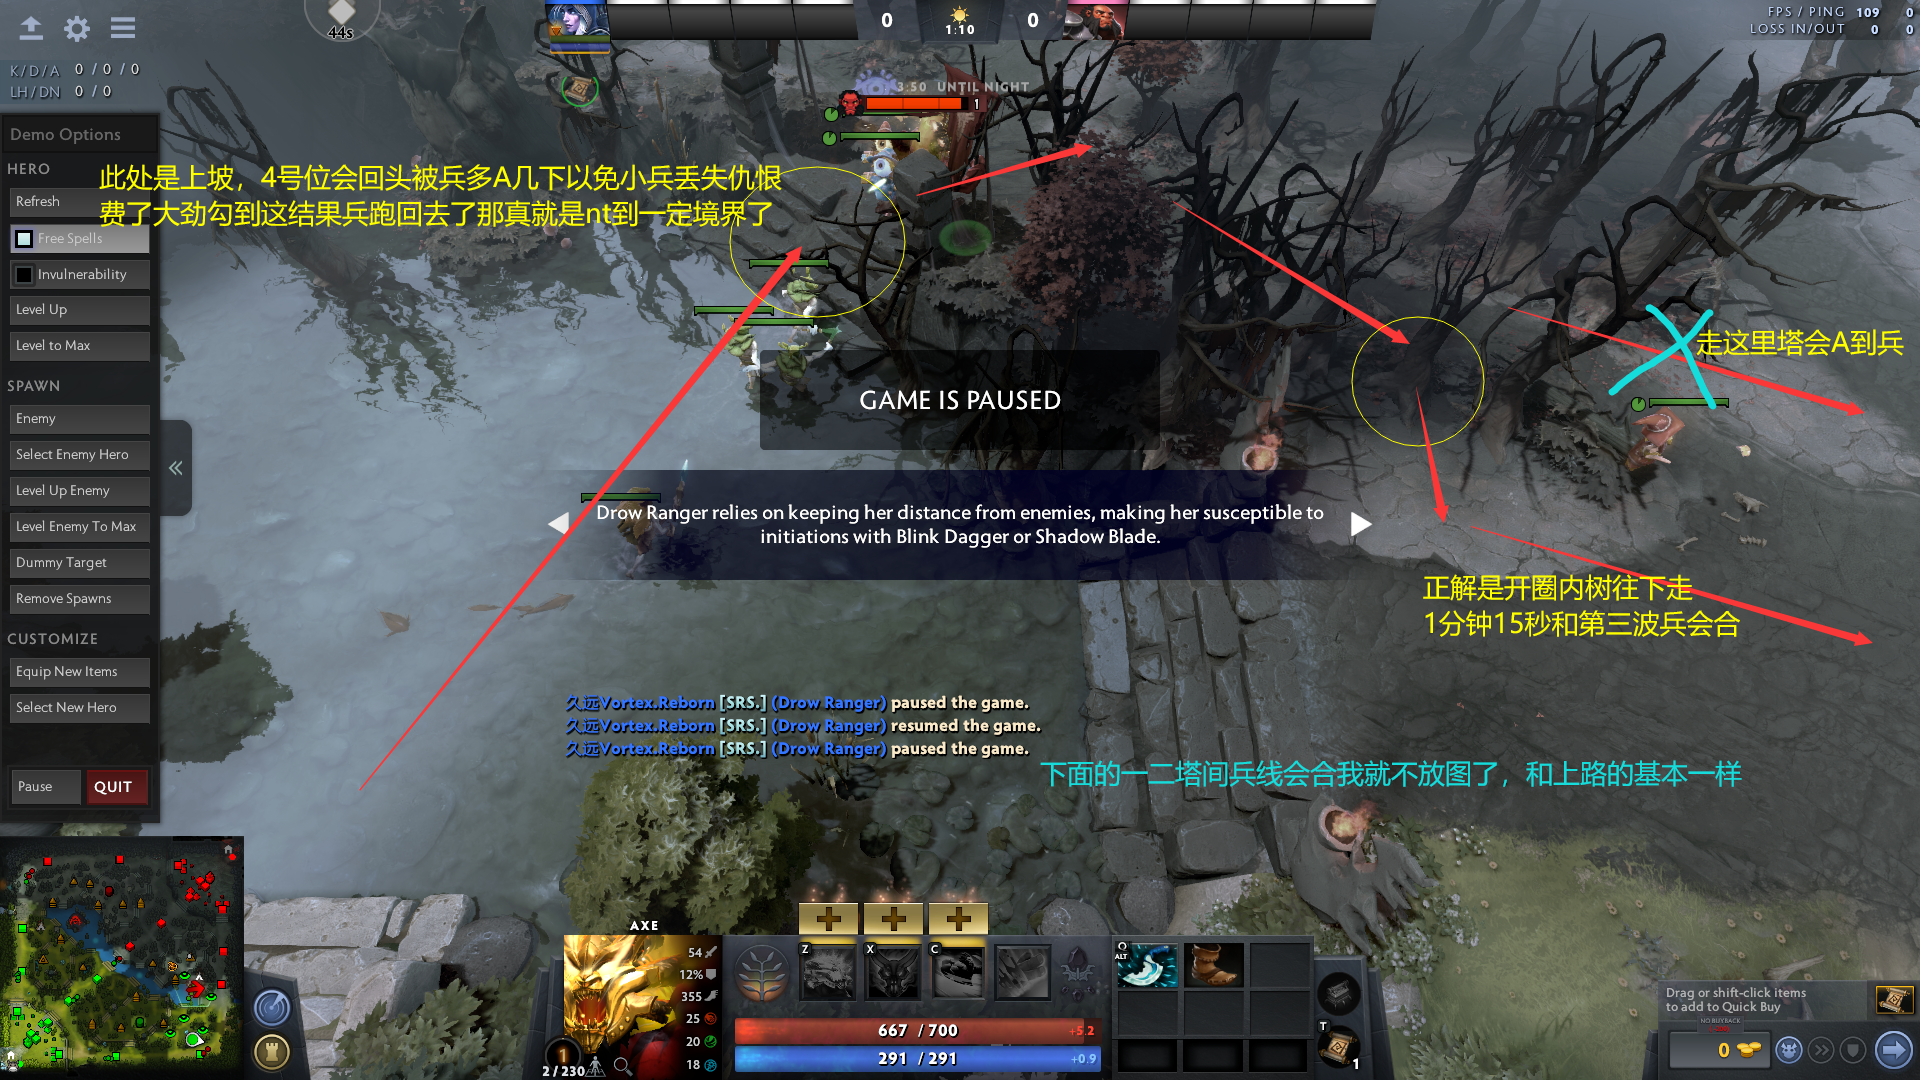 44s
0
1:10
0
FPS / PING 109 0
LOSS IN/OUT 0 0
K/D/A 0 / 0 / 0
LH/DN 0 / 0
3:50 UNTIL NIGHT
1
Demo Options
HERO
Refresh
Free Spells
Invulnerability
Level Up
Level to Max
SPAWN
Enemy
Select Enemy Hero
Level Up Enemy
Level Enemy To Max
Dummy Target
Remove Spawns
CUSTOMIZE
Equip New Items
Select New Hero
Pause
QUIT
此处是上坡，4号位会回头被兵多A几下以免小兵丢失仇恨
费了大劲勾到这结果兵跑回去了那真就是nt到一定境界了
走这里塔会A到兵
GAME IS PAUSED
Drow Ranger relies on keeping her distance from enemies, making her susceptible to
initiations with Blink Dagger or Shadow Blade.
正解是开圈内树往下走
1分钟15秒和第三波兵会合
久远Vortex.Reborn [SRS.] (Drow Ranger) paused the game.
久远Vortex.Reborn [SRS.] (Drow Ranger) resumed the game.
久远Vortex.Reborn [SRS.] (Drow Ranger) paused the game.
下面的一二塔间兵线会合我就不放图了，和上路的基本一样
AXE
54
12%
355
25
20
18
1
2 / 230
Z
X
C
667 / 700
+5.2
291 / 291
+0.9
Q
ALT
T
1
Drag or shift-click items
to add to Quick Buy
NO BUYBACK
0